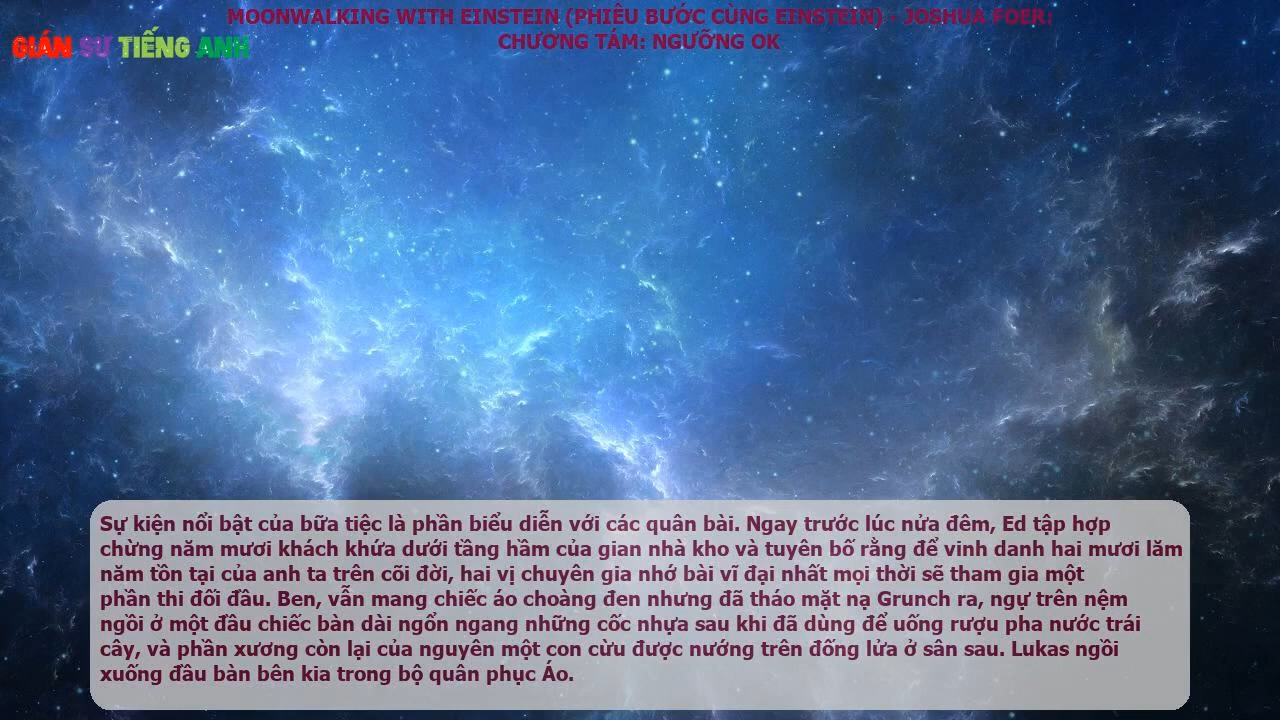 MOONWALKING WITH EINSTEIN (PHIÊU BƯỚC CÙNG EINSTEIN) - JOSHUA FOER:
CHƯƠNG TÁM: NGƯỠNG OK
GIÁN SỨ TIẾNG ANH
Sự kiện nổi bật của bữa tiệc là phần biểu diễn với các quân bài. Ngay trước lúc nửa đêm, Ed tập hợp
chừng năm mươi khách khứa dưới tầng hầm của gian nhà kho và tuyên bố rằng để vinh danh hai mươi lăm
năm tồn tại của anh ta trên cõi đời, hai vị chuyên gia nhớ bài vĩ đại nhất mọi thời sẽ tham gia một
phần thi đối đầu. Ben, vẫn mang chiếc áo choàng đen nhưng đã tháo mặt nạ Grunch ra, ngự trên nệm
ngồi ở một đầu chiếc bàn dài ngổn ngang những cốc nhựa sau khi đã dùng để uống rượu pha nước trái
cây, và phần xương còn lại của nguyên một con cừu được nướng trên đống lửa ở sân sau. Lukas ngồi
xuống đầu bàn bên kia trong bộ quân phục Áo.